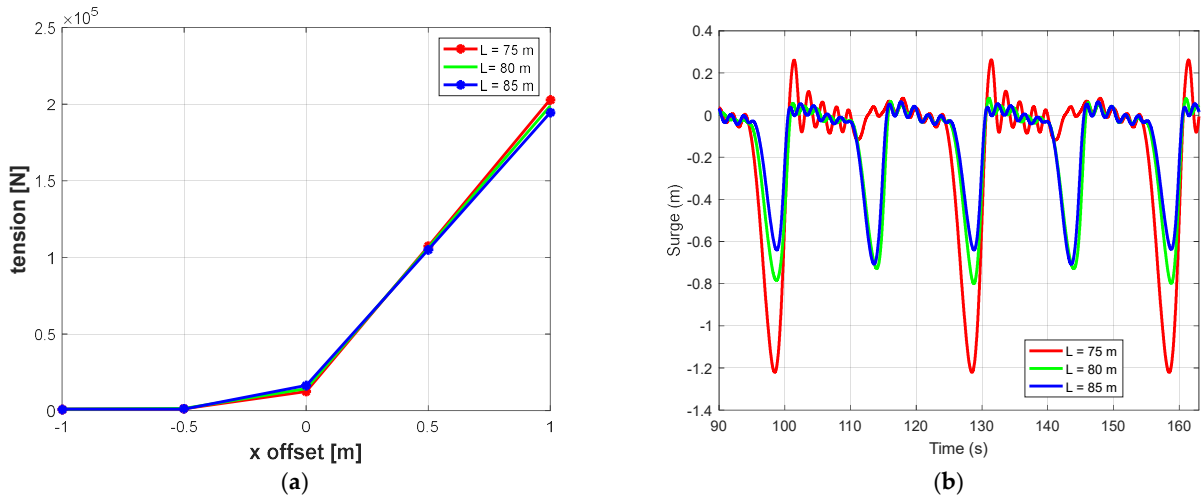 ×10^5
2.5
2
1.5
1
0.5
0
-1 -0.5 0 0.5 1
tension [N]
x offset [m]
L = 75 m
L= 80 m
L = 85 m
(a)
0.4
0.2
0
-0.2
-0.4
-0.6
-0.8
-1
-1.2
-1.4
90 100 110 120 130 140 150 160
Surge (m)
Time (s)
L = 75 m
L = 80 m
L = 85 m
(b)